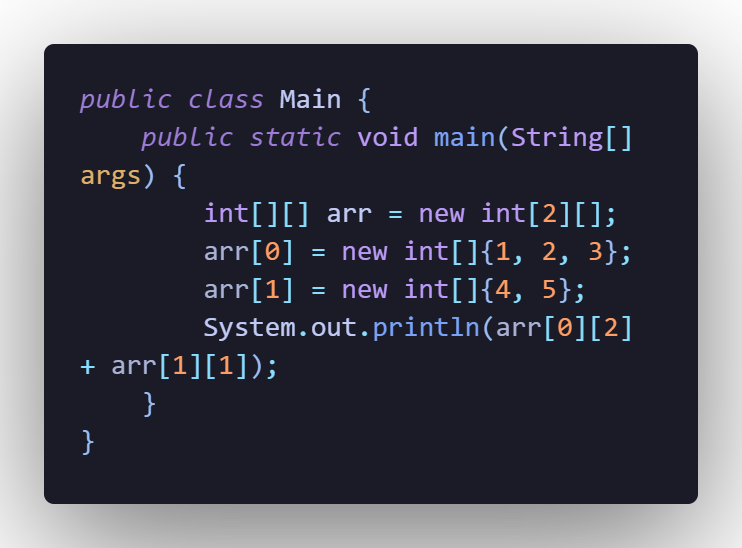 public class Main {
    public static void main(String[]
args) {
        int[][] arr = new int[2][];
        arr[0] = new int[]{1, 2, 3};
        arr[1] = new int[]{4, 5};
        System.out.println(arr[0][2]
+ arr[1][1]);
    }
}